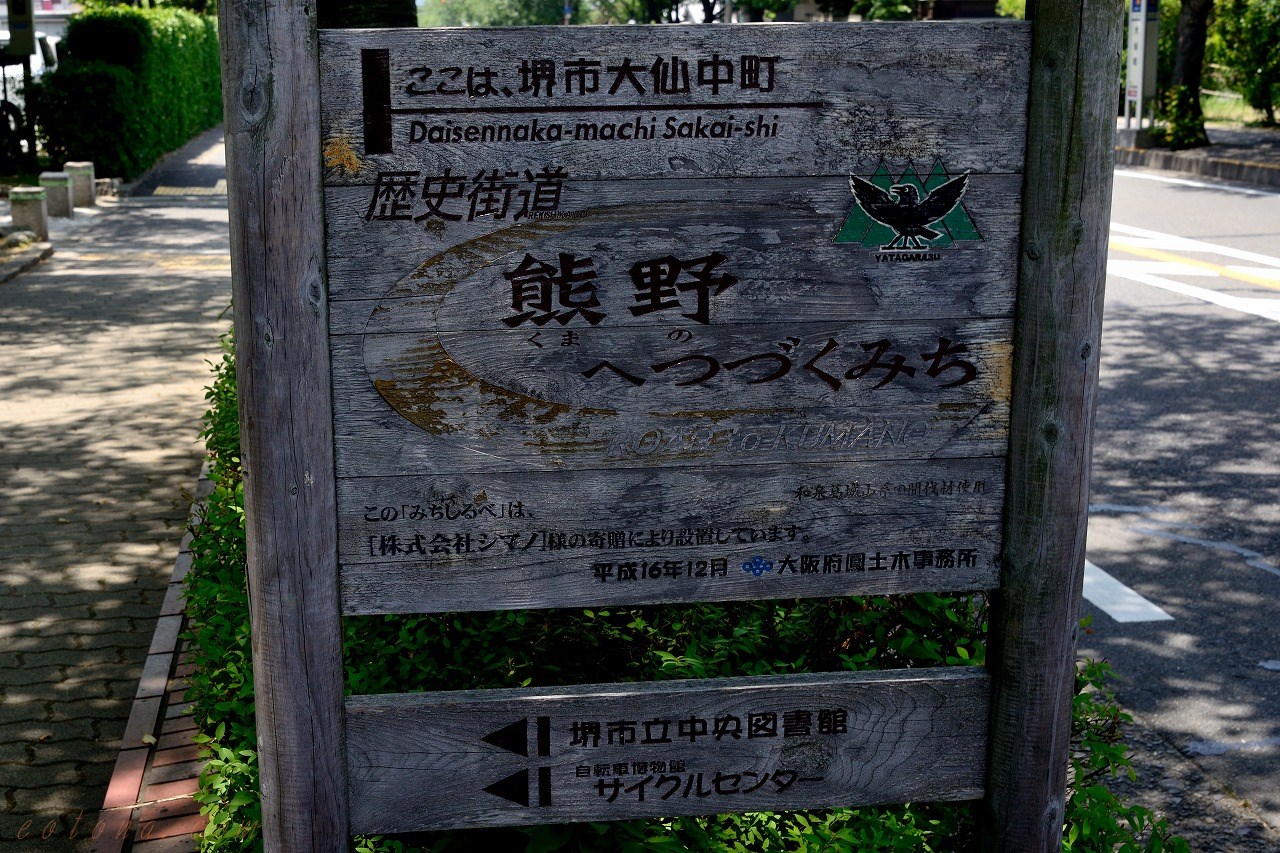 ここは、堺市大仙中町
Daisennaka-machi Sakai-shi
歴史街道
REKISHIKAIDO
YATAGARASU
熊野
くまの
へつづくみち
ROAD to KUMANO
和泉葛城山系の間伐材使用
この「みちしるべ」は、
[株式会社シマノ]様の寄贈により設置しています。
平成16年12月 大阪府鳳土木事務所
堺市立中央図書館
自転車博物館
サイクルセンター